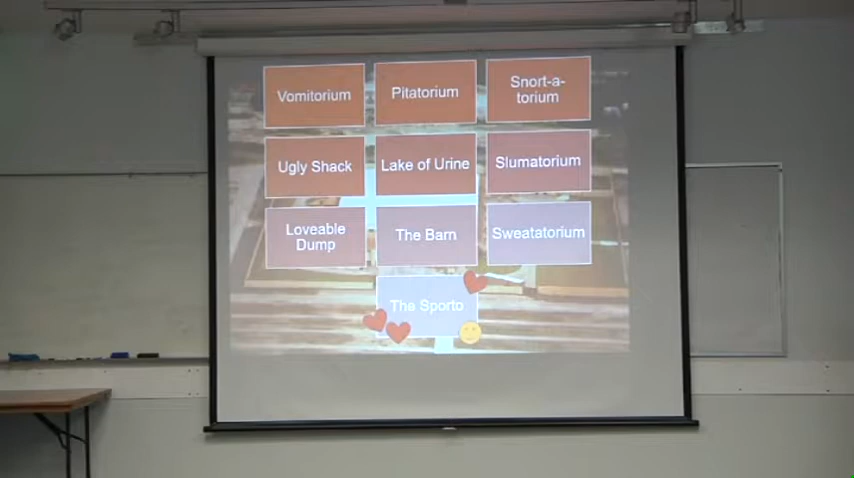 Vomitorium
Pitatorium
Snort-a-
torium
Ugly Shack
Lake of Urine
Slumatorium
Loveable
Dump
The Barn
Sweatatorium
The Sporto